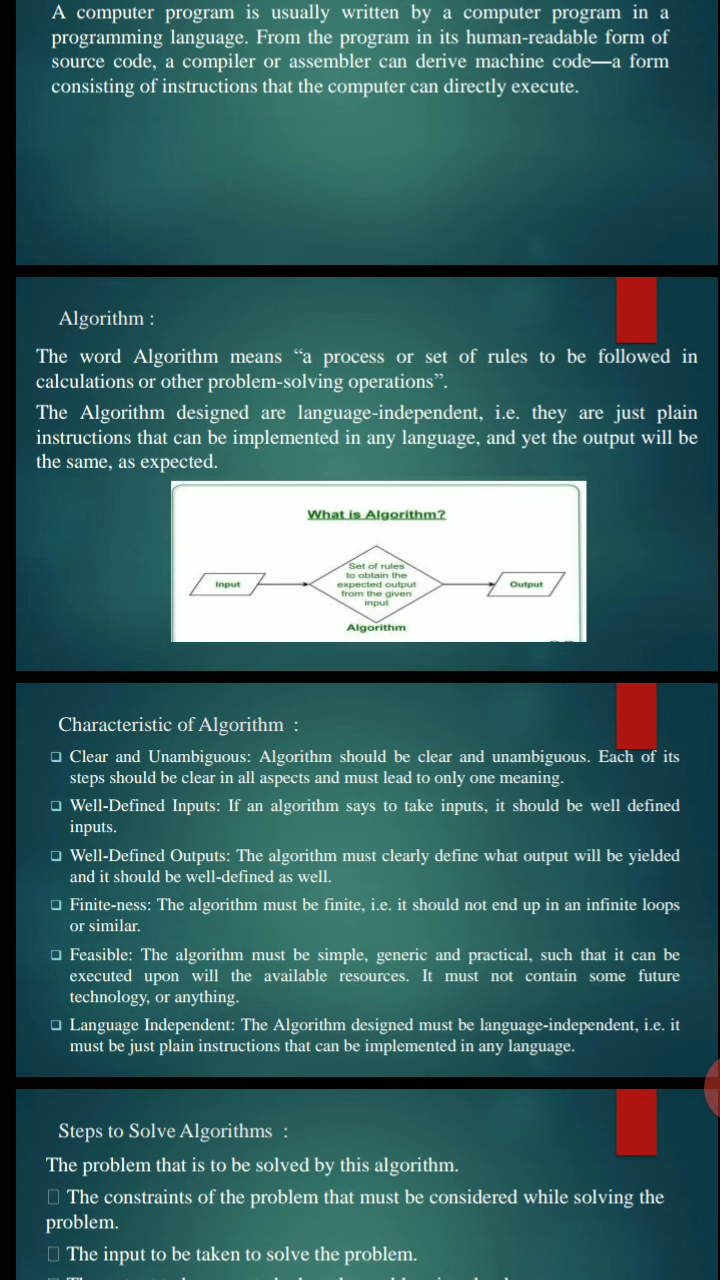 A computer program is usually written by a computer program in a
programming language. From the program in its human-readable form of
source code, a compiler or assembler can derive machine code—a form
consisting of instructions that the computer can directly execute.
Algorithm :
The word Algorithm means “a process or set of rules to be followed in
calculations or other problem-solving operations”.
The Algorithm designed are language-independent, i.e. they are just plain
instructions that can be implemented in any language, and yet the output will be
the same, as expected.
What is Algorithm?
Input
Set of rules
to obtain the
expected output
from the given
input
Output
Algorithm
Characteristic of Algorithm :
❑ Clear and Unambiguous: Algorithm should be clear and unambiguous. Each of its
steps should be clear in all aspects and must lead to only one meaning.
❑ Well-Defined Inputs: If an algorithm says to take inputs, it should be well defined
inputs.
❑ Well-Defined Outputs: The algorithm must clearly define what output will be yielded
and it should be well-defined as well.
❑ Finite-ness: The algorithm must be finite, i.e. it should not end up in an infinite loops
or similar.
❑ Feasible: The algorithm must be simple, generic and practical, such that it can be
executed upon will the available resources. It must not contain some future
technology, or anything.
❑ Language Independent: The Algorithm designed must be language-independent, i.e. it
must be just plain instructions that can be implemented in any language.
Steps to Solve Algorithms :
The problem that is to be solved by this algorithm.
The constraints of the problem that must be considered while solving the
problem.
The input to be taken to solve the problem.